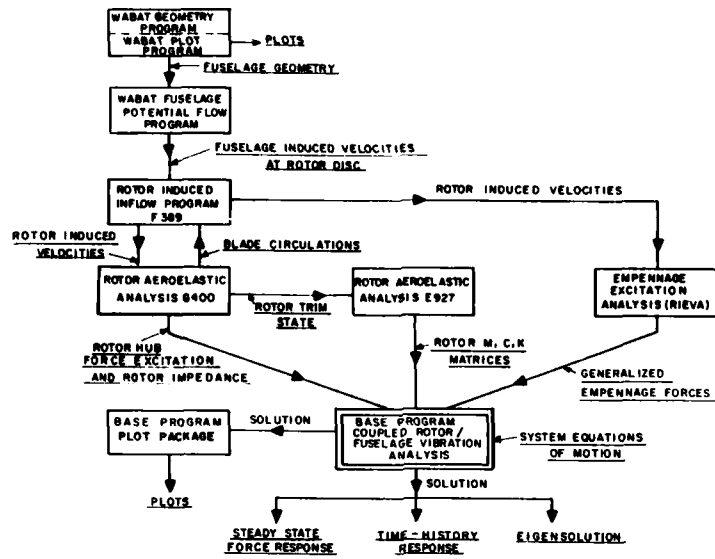 WABAT GEOMETRY
PROGRAM
WABAT PLOT
PROGRAM
PLOTS
FUSELAGE GEOMETRY
WABAT FUSELAGE
POTENTIAL FLOW
PROGRAM
FUSELAGE INDUCED VELOCITIES
AT ROTOR DISC
ROTOR INDUCED
INFLOW PROGRAM
F389
ROTOR INDUCED VELOCITIES
ROTOR INDUCED
VELOCITIES
BLADE CIRCULATIONS
ROTOR AEROELASTIC
ANALYSIS G400
ROTOR TRIM
STATE
ROTOR AEROELASTIC
ANALYSIS E927
EMPENNAGE
EXCITATION
ANALYSIS (RIEVA)
ROTOR HUB
FORCE EXCITATION
AND ROTOR IMPEDANCE
ROTOR M, C, K
MATRICES
GENERALIZED
EMPENNAGE FORCES
BASE PROGRAM
PLOT PACKAGE
SOLUTION
BASE PROGRAM
COUPLED ROTOR/
FUSELAGE VIBRATION
ANALYSIS
SYSTEM EQUATIONS
OF MOTION
PLOTS
SOLUTION
STEADY STATE
FORCE RESPONSE
TIME-HISTORY
RESPONSE
EIGENSOLUTION